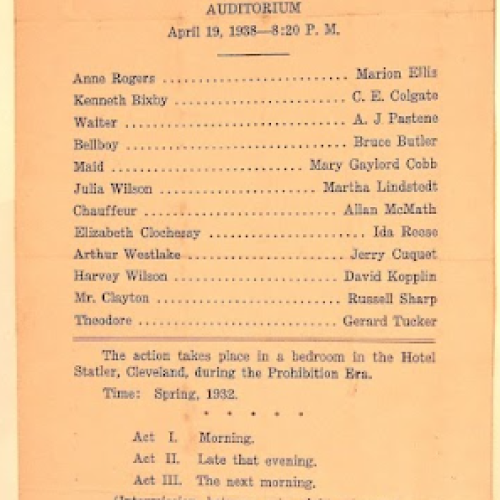 AUDITORIUM
April 19, 1938—8:20 P. M.
Anne Rogers ........................ Marion Ellis
Kenneth Bixby ...................... C. E. Colgate
Waiter ............................. A. J Pastene
Bellboy ............................ Bruce Butler
Maid ....................... Mary Gaylord Cobb
Julia Wilson .................. Martha Lindstedt
Chauffeur ......................... Allan McMath
Elizabeth Clochessy ................... Ida Reese
Arthur Westlake ................... Jerry Cuquet
Harvey Wilson .................. David Kopplin
Mr. Clayton ..................... Russell Sharp
Theodore ........................ Gerard Tucker
The action takes place in a bedroom in the Hotel
Statler, Cleveland, during the Prohibition Era.
Time: Spring, 1932.
* * * * *
Act I. Morning.
Act II. Late that evening.
Act III. The next morning.